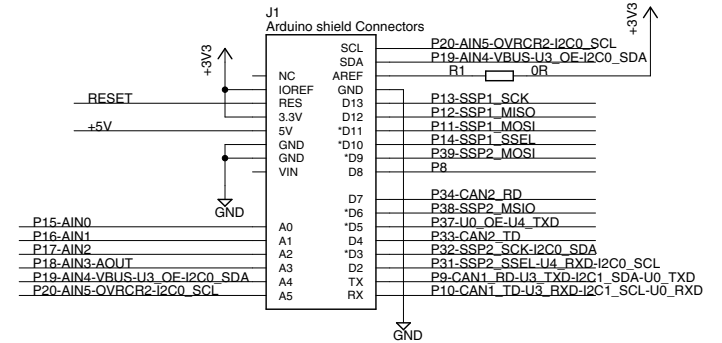 J1
Arduino shield Connectors
+3V3
+3V3
SCL
P20-AIN5-OVRCR2-I2C0_SCL
SDA
P19-AIN4-VBUS-U3_OE-I2C0_SDA
NC
AREF
R1
0R
IOREF
GND
RESET
RES
D13
P13-SSP1_SCK
3.3V
D12
P12-SSP1_MISO
+5V
5V
*D11
P11-SSP1_MOSI
GND
*D10
P14-SSP1_SSEL
GND
*D9
P39-SSP2_MOSI
VIN
D8
P8
GND
D7
P34-CAN2_RD
*D6
P38-SSP2_MSIO
P15-AIN0
A0
*D5
P37-U0_OE-U4_TXD
P16-AIN1
A1
D4
P33-CAN2_TD
P17-AIN2
A2
*D3
P32-SSP2_SCK-I2C0_SDA
P18-AIN3-AOUT
A3
D2
P31-SSP2_SSEL-U4_RXD-I2C0_SCL
P19-AIN4-VBUS-U3_OE-I2C0_SDA
A4
TX
P9-CAN1_RD-U3_TXD-I2C1_SDA-U0_TXD
P20-AIN5-OVRCR2-I2C0_SCL
A5
RX
P10-CAN1_TD-U3_RXD-I2C1_SCL-U0_RXD
GND